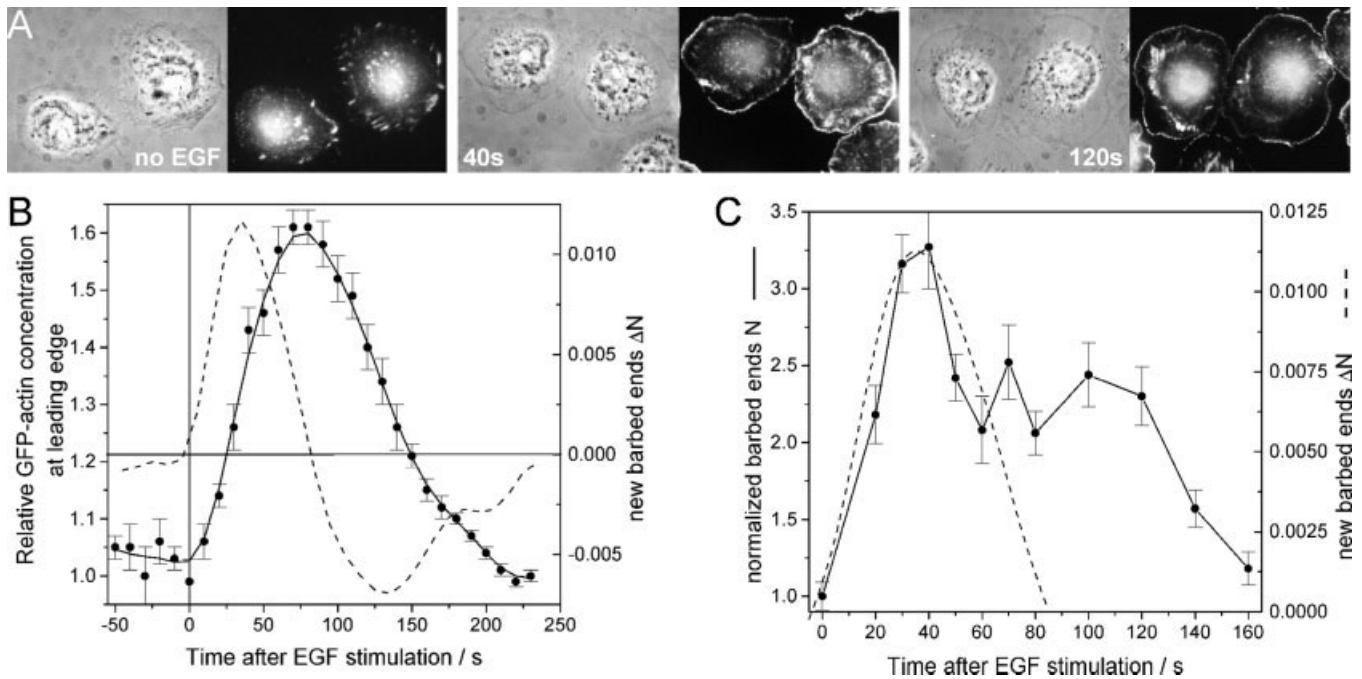 A
no EGF
40s
120s
B
Relative GFP-actin concentration
at leading edge
1.6
1.5
1.4
1.3
1.2
1.1
1.0
0.010
0.005
0.000
-0.005
new barbed ends ΔN
-50 0 50 100 150 200 250
Time after EGF stimulation / s
C
normalized barbed ends N
3.5
3.0
2.5
2.0
1.5
1.0
0.0125
0.0100
0.0075
0.0050
0.0025
0.0000
new barbed ends ΔN
0 20 40 60 80 100 120 140 160
Time after EGF stimulation / s